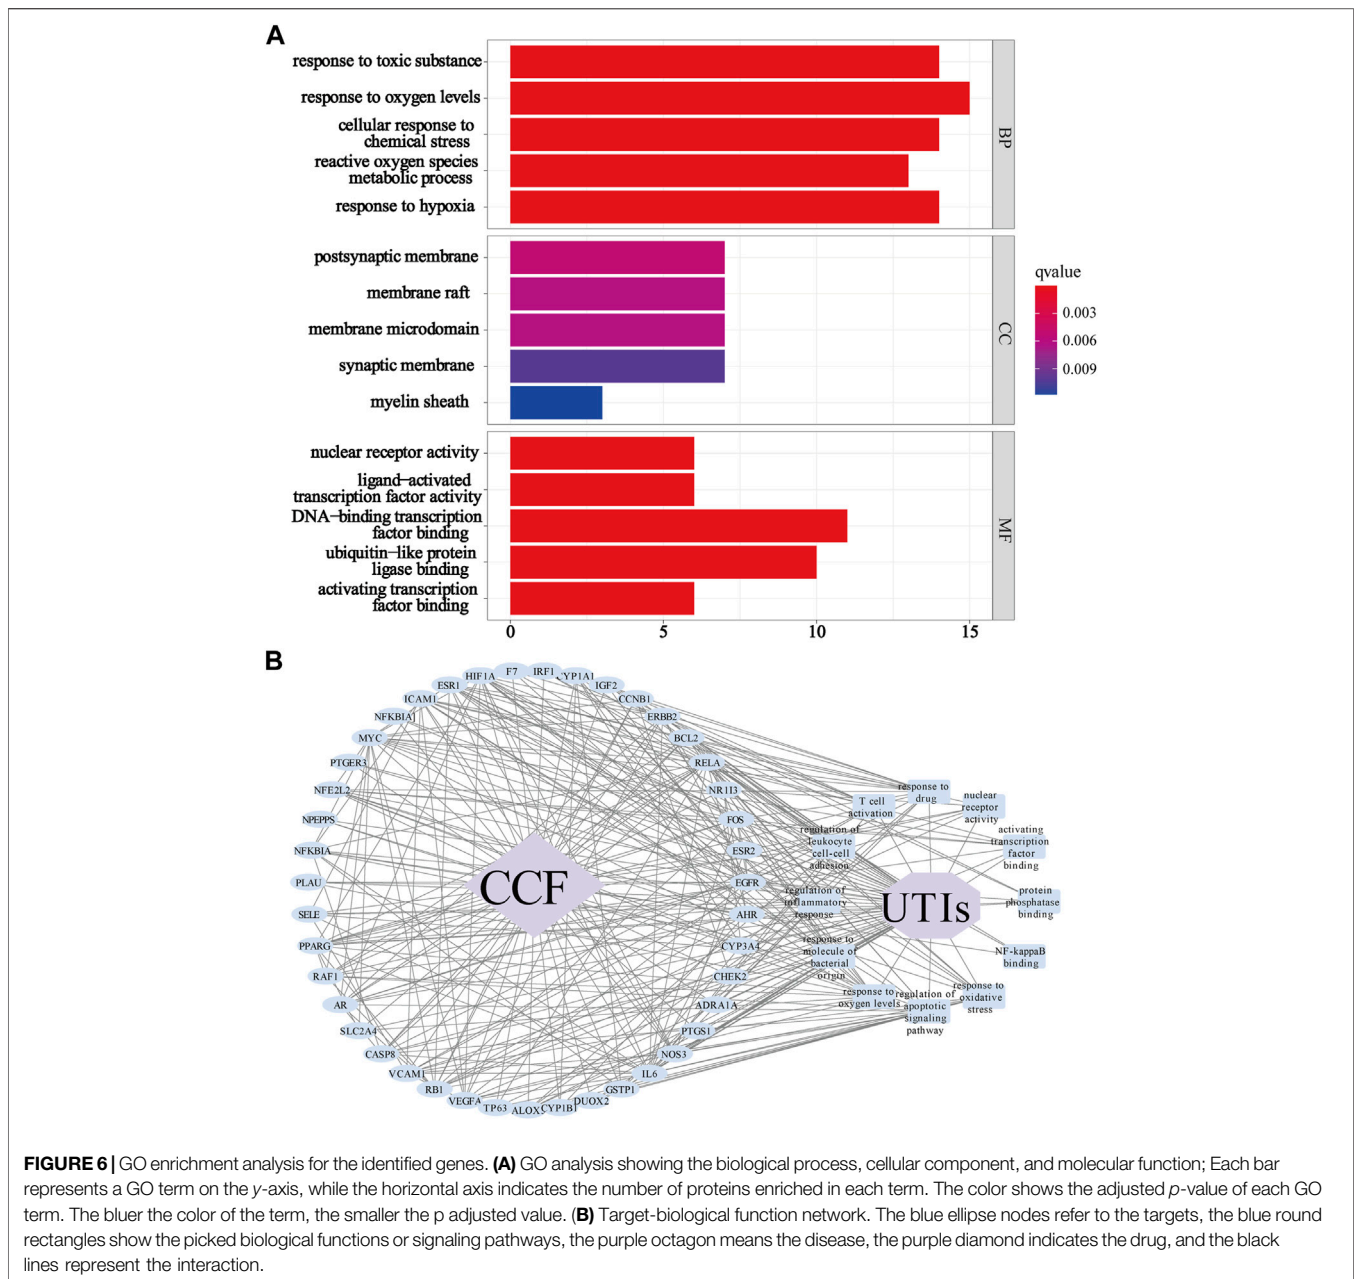 A
response to toxic substance
response to oxygen levels
cellular response to
chemical stress
reactive oxygen species
metabolic process
response to hypoxia
BP
postsynaptic membrane
membrane raft
membrane microdomain
synaptic membrane
myelin sheath
CC
nuclear receptor activity
ligand−activated
transcription factor activity
DNA−binding transcription
factor binding
ubiquitin−like protein
ligase binding
activating transcription
factor binding
MF
0 5 10 15
qvalue
0.003
0.006
0.009
B
HIF1A
F7
IRF1
CYP1A1
IGF2
CCNB1
ERBB2
BCL2
RELA
NR1I3
FOS
ESR2
EGFR
AHR
CYP3A4
CHEK2
ADRA1A
PTGS1
NOS3
IL6
GSTP1
DUOX2
CYP1B1
ALOX
TP63
VEGFA
RB1
VCAM1
CASP8
SLC2A4
AR
RAF1
PPARG
SELE
PLAU
NFKBIA
NPEPPS
NFE2L2
PTGER3
MYC
NFKBIA
ICAM1
ESR1
CCF
UTIs
response to
drug
T cell
activation
nuclear
receptor
activity
regulation of
leukocyte
cell-cell
adhesion
activating
transcription
factor
binding
regulation of
inflammatory
response
protein
phosphatase
binding
response to
molecule of
bacterial
origin
NF-kappaB
binding
response to
oxygen levels
regulation of
apoptotic
signaling
pathway
response to
oxidative
stress
FIGURE 6 | GO enrichment analysis for the identified genes. (A) GO analysis showing the biological process, cellular component, and molecular function; Each bar
represents a GO term on the y-axis, while the horizontal axis indicates the number of proteins enriched in each term. The color shows the adjusted p-value of each GO
term. The bluer the color of the term, the smaller the p adjusted value. (B) Target-biological function network. The blue ellipse nodes refer to the targets, the blue round
rectangles show the picked biological functions or signaling pathways, the purple octagon means the disease, the purple diamond indicates the drug, and the black
lines represent the interaction.